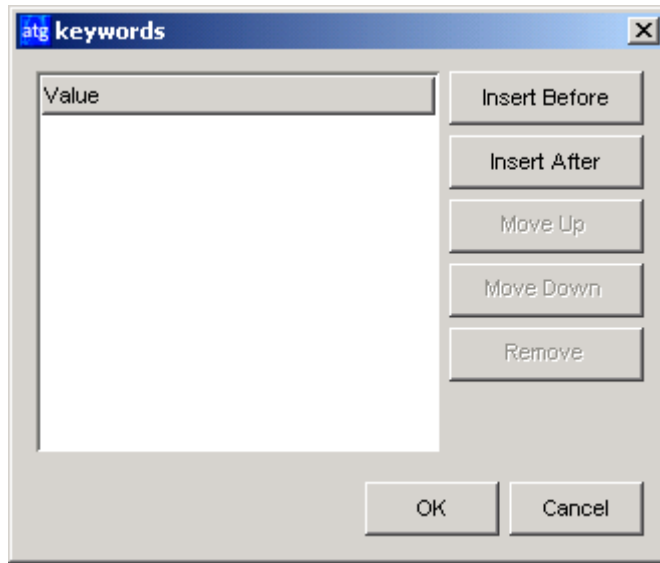 atg keywords
Value
Insert Before
Insert After
Move Up
Move Down
Remove
OK
Cancel